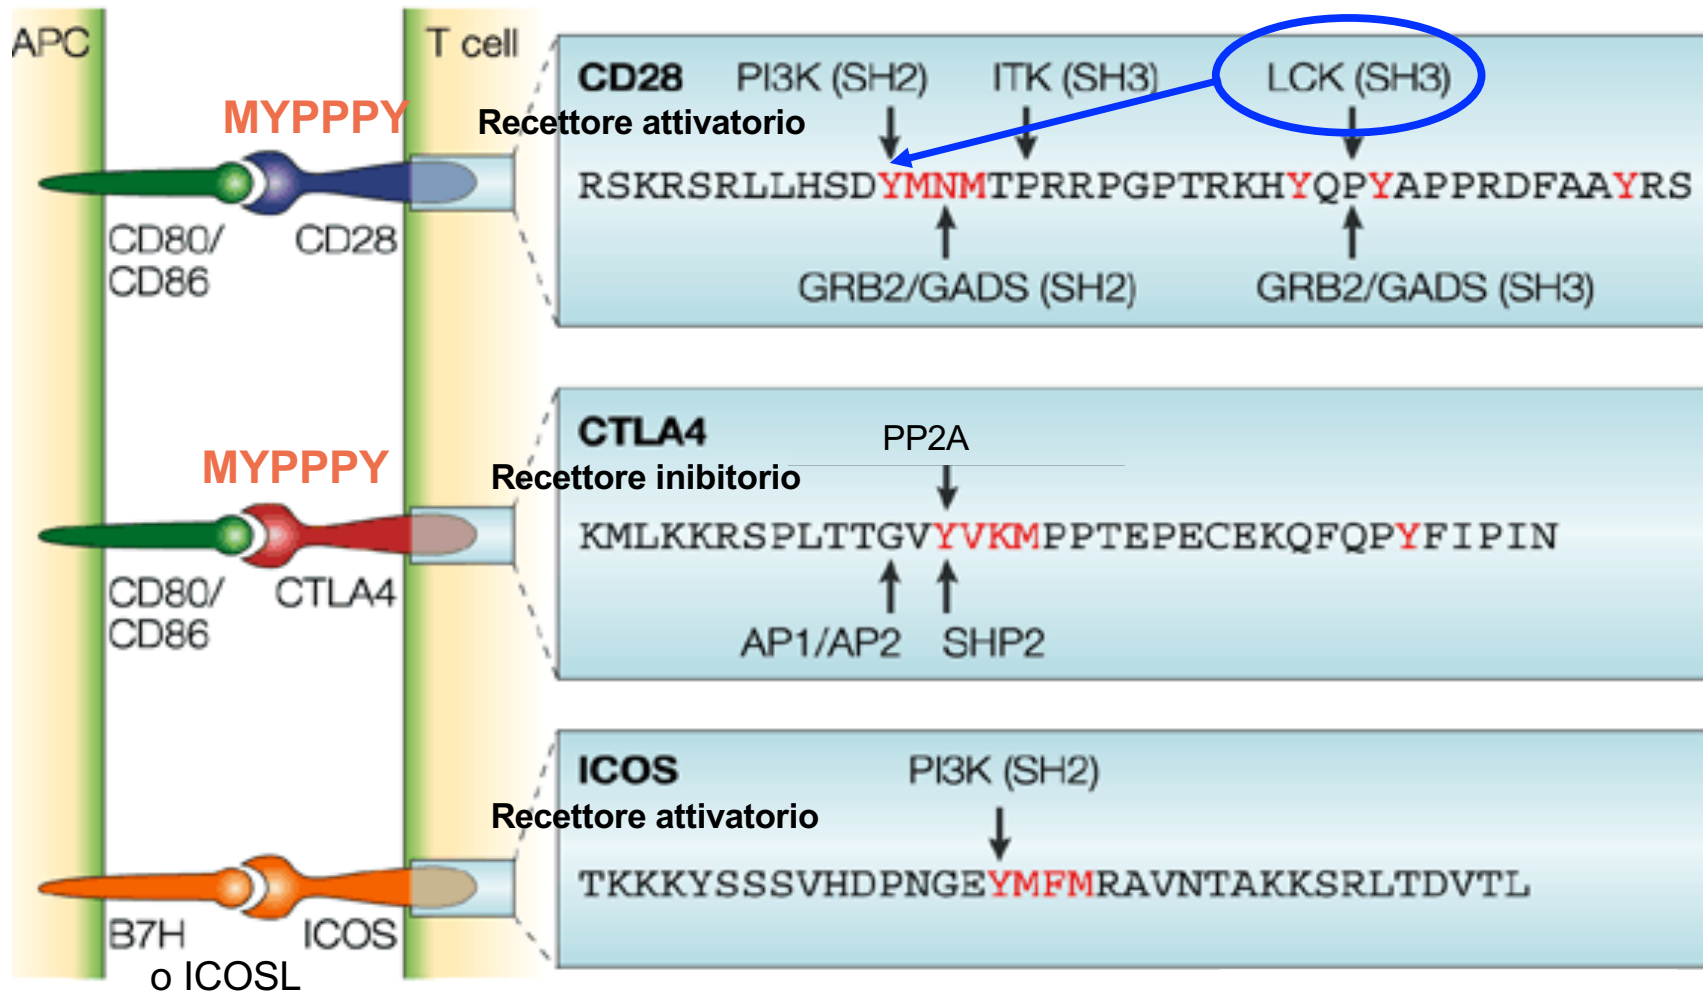 APC
T cell
MYPPPY
CD80/
CD86
CD28
CD28
PI3K (SH2)
ITK (SH3)
LCK (SH3)
Recettore attivatorio
RSKRSRLLHSDYMNMTPRRPGPTRKHYQPYAPPRDFAAYRS
GRB2/GADS (SH2)
GRB2/GADS (SH3)
MYPPPY
CD80/
CD86
CTLA4
CTLA4
PP2A
Recettore inibitorio
KMLKKRSPLTTGVYVKMPPTEPECEKQFQPYFIPIN
AP1/AP2
SHP2
B7H
o ICOSL
ICOS
ICOS
PI3K (SH2)
Recettore attivatorio
TKKKYSSSVHDPNGEYMFMRAVNTAKKSRLTDVTL